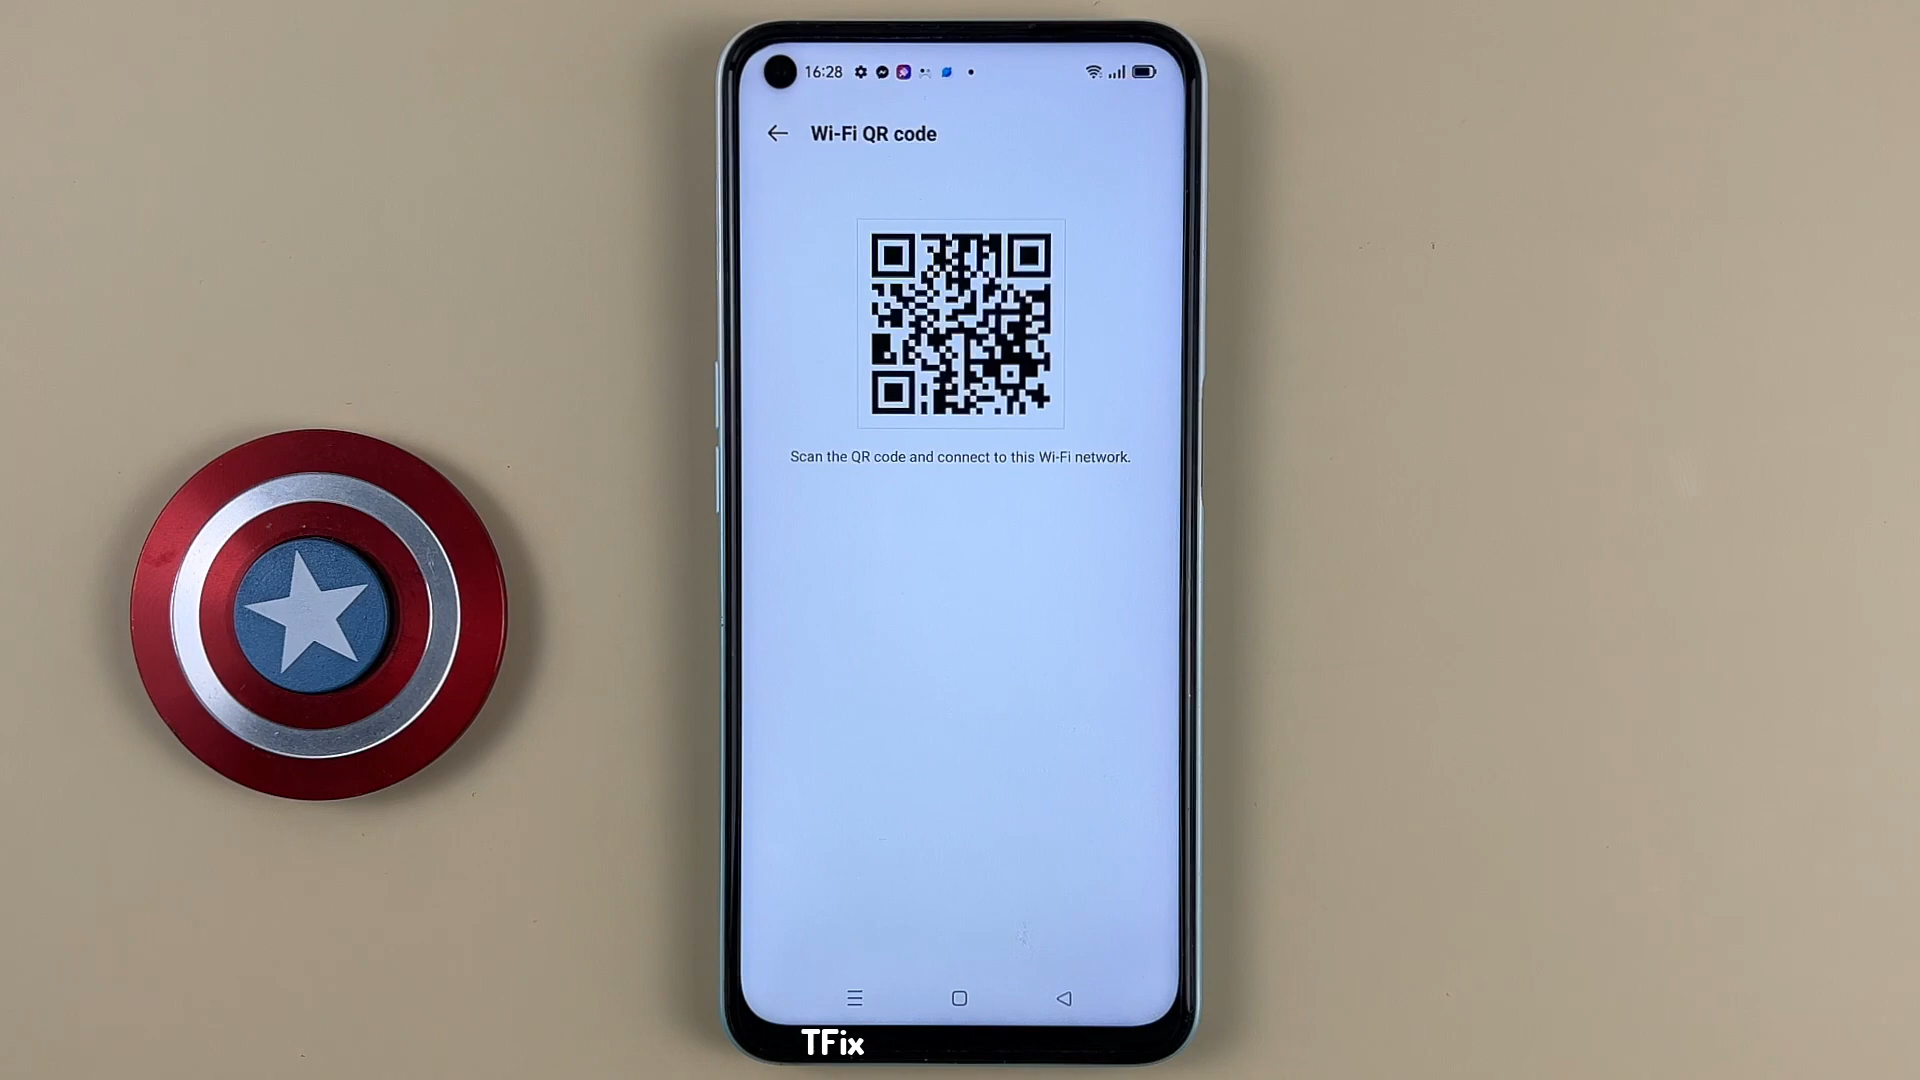 16:28
Wi-Fi QR code
Scan the QR code and connect to this Wi-Fi network.
TFix